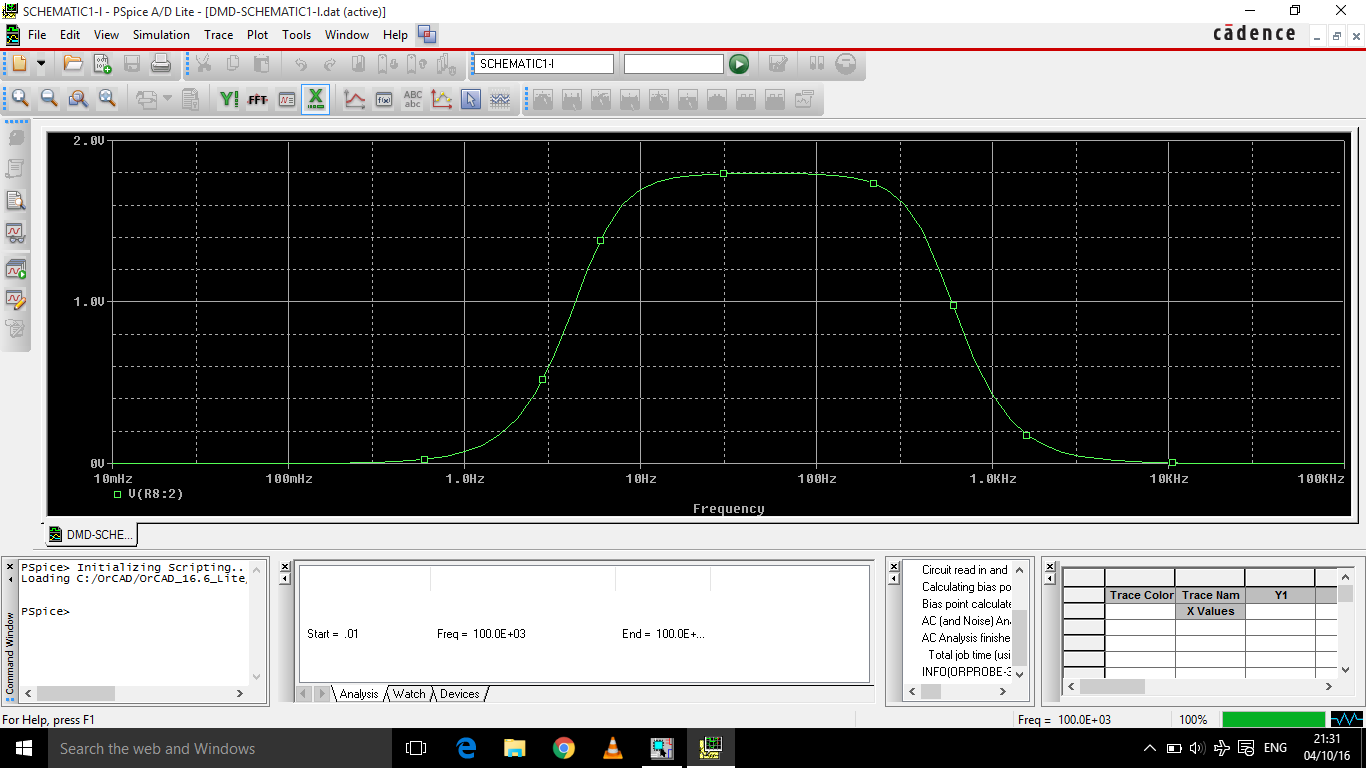 SCHEMATIC1-I - PSpice A/D Lite - [DMD-SCHEMATIC1-I.dat (active)]
File Edit View Simulation Trace Plot Tools Window Help
cādence
SCHEMATIC1-I
Y! FFT
ABC
abc
2.0V
1.0V
0V
10mHz 100mHz 1.0Hz 10Hz 100Hz 1.0KHz 10KHz 100KHz
V(R8:2)
Frequency
DMD-SCHE...
Command Window
PSpice> Initializing Scripting..
Loading C:/OrCAD/OrCAD_16.6_Lite,
PSpice>
Start = .01 Freq = 100.0E+03 End = 100.0E+...
Analysis Watch Devices
Circuit read in and
Calculating bias po
Bias point calculate
AC (and Noise) An
AC Analysis finishe
Total job time (usi
INFO(ORPROBE-3
Trace Color Trace Nam Y1
X Values
For Help, press F1
Freq = 100.0E+03 100%
Search the web and Windows
ENG
21:31
04/10/16